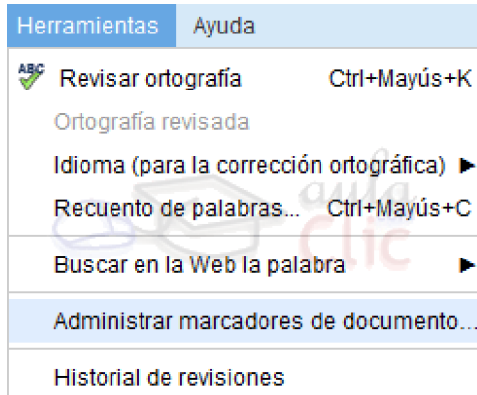 Herramientas Ayuda
ABC Revisar ortografía Ctrl+Mayús+K
Ortografía revisada
Idioma (para la corrección ortográfica)
Recuento de palabras... Ctrl+Mayús+C
aula
Clic
Buscar en la Web la palabra
Administrar marcadores de documento...
Historial de revisiones